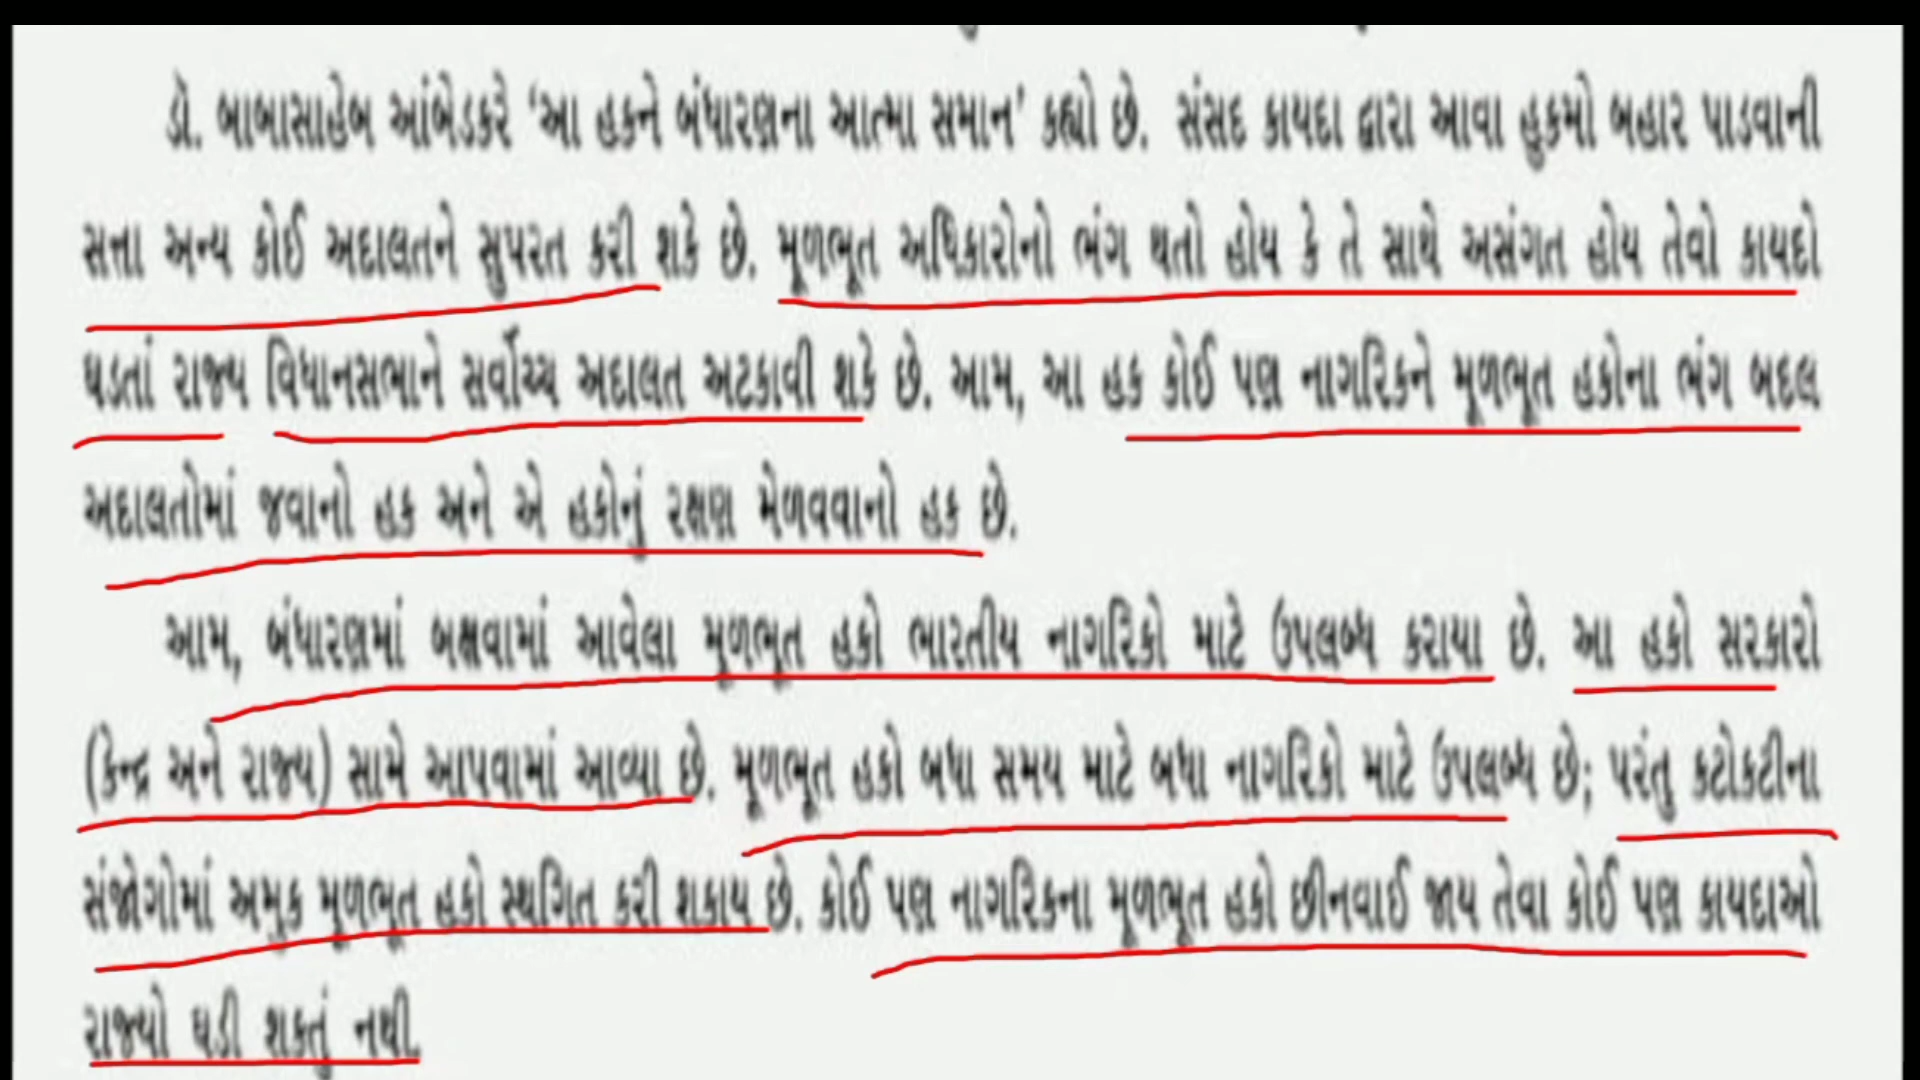 ડૉ. બાબાસાહેબ આંબેડકરે ‘આ હકને બંધારણના આત્મા સમાન’ કહ્યો છે. સંસદ કાયદા દ્વારા આવા હુકમો બહાર પાડવાની
સત્તા અન્ય કોઈ અદાલતને સુપરત કરી શકે છે. મૂળભૂત અધિકારોનો ભંગ થતો હોય કે તે સાથે અસંગત હોય તેવો કાયદો
ઘડતાં રાજ્ય વિધાનસભાને સર્વોચ્ચ અદાલત અટકાવી શકે છે. આમ, આ હક કોઈ પણ નાગરિકને મૂળભૂત હકોના ભંગ બદલ
અદાલતોમાં જવાનો હક અને એ હકોનું રક્ષણ મેળવવાનો હક છે.
આમ, બંધારણમાં બક્ષવામાં આવેલા મૂળભૂત હકો ભારતીય નાગરિકો માટે ઉપલબ્ધ કરાયા છે. આ હકો સરકારો
(કેન્દ્ર અને રાજ્ય) સામે આપવામાં આવ્યા છે. મૂળભૂત હકો બધા સમય માટે બધા નાગરિકો માટે ઉપલબ્ધ છે; પરંતુ કટોકટીના
સંજોગોમાં અમુક મૂળભૂત હકો સ્થગિત કરી શકાય છે. કોઈ પણ નાગરિકના મૂળભૂત હકો છીનવાઈ જાય તેવા કોઈ પણ કાયદાઓ
રાજ્યો ઘડી શકતું નથી.